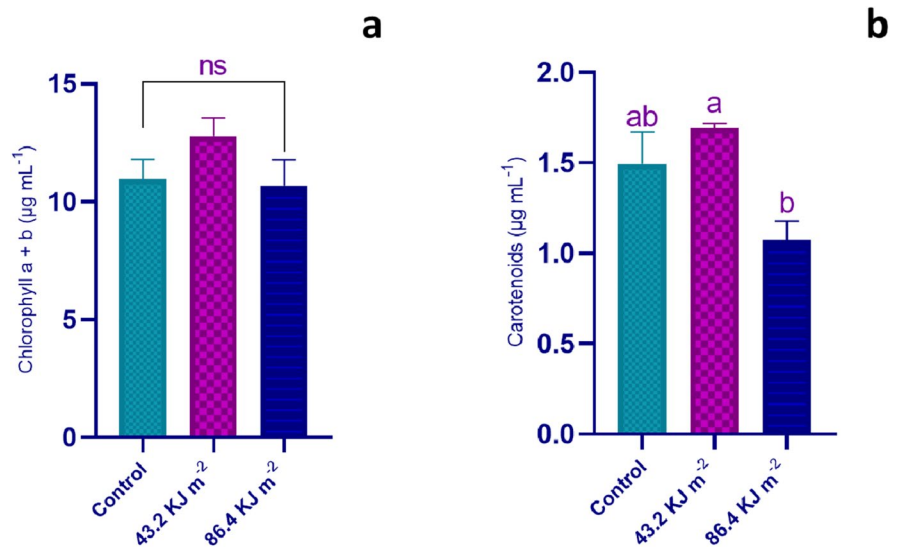 a
ns
15
10
5
0
Chlorophyll a + b (µg mL⁻¹)
Control
43.2 KJ m⁻²
86.4 KJ m⁻²
b
2.0
1.5
1.0
0.5
0.0
Carotenoids (µg mL⁻¹)
ab
a
b
Control
43.2 KJ m⁻²
86.4 KJ m⁻²